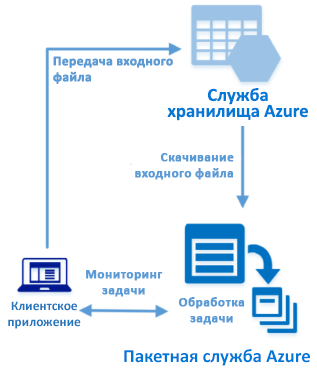 Передача входного
файла
Служба
хранилища Azure
Скачивание
входного файла
Мониторинг
задачи
Клиентское
приложение
Обработка
задачи
Пакетная служба Azure